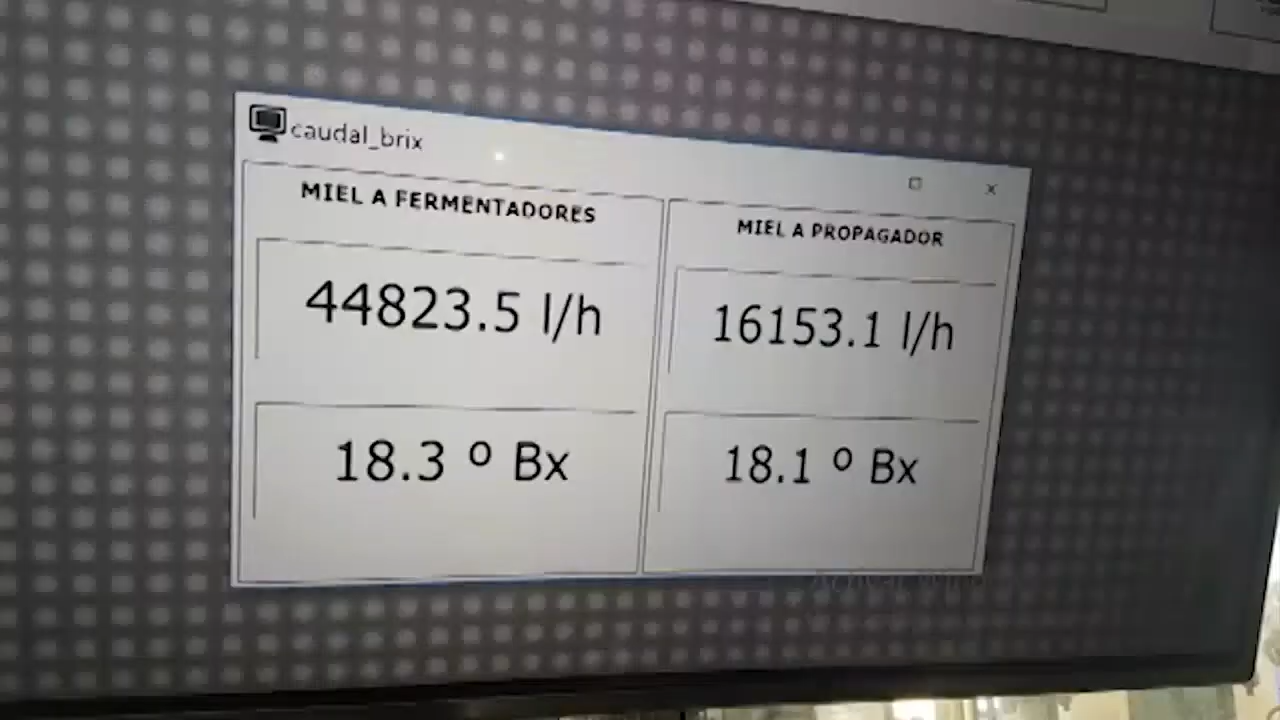 caudal_brix
MIEL A FERMENTADORES
44823.5 l/h
18.3 º Bx
MIEL A PROPAGADOR
16153.1 l/h
18.1 º Bx